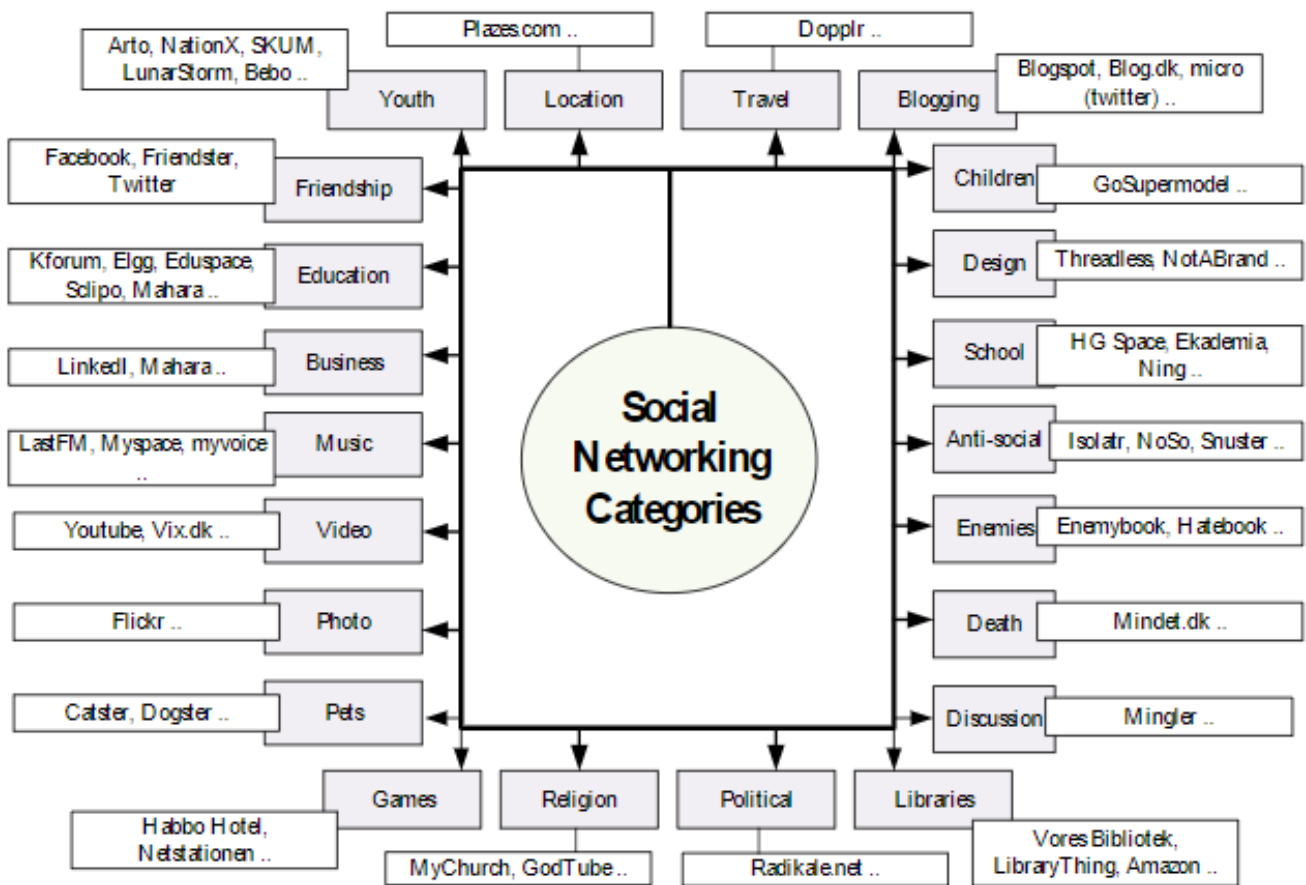 Plazes.com ..
Dopplr ..
Arto, NationX, SKUM,
LunarStorm, Bebo ..
Blogspot, Blog.dk, micro
(twitter) ..
Youth
Location
Travel
Blogging
Facebook, Friendster,
Twitter
Friendship
Children
GoSupermodel ..
Kforum, Elgg, Eduspace,
Sclipo, Mahara ..
Education
Design
Threadless, NotABrand ..
LinkedI, Mahara ..
Business
School
HG Space, Ekademia,
Ning ..
Social
Networking
Categories
LastFM, Myspace, myvoice
..
Music
Anti-social
Isolatr, NoSo, Snuster ..
Youtube, Vix.dk ..
Video
Enemies
Enemybook, Hatebook ..
Flickr ..
Photo
Death
Mindet.dk ..
Catster, Dogster ..
Pets
Discussion
Mingler ..
Games
Religion
Political
Libraries
Habbo Hotel,
Netstationen ..
MyChurch, GodTube ..
Radikale.net ..
Vores Bibliotek,
LibraryThing, Amazon ..